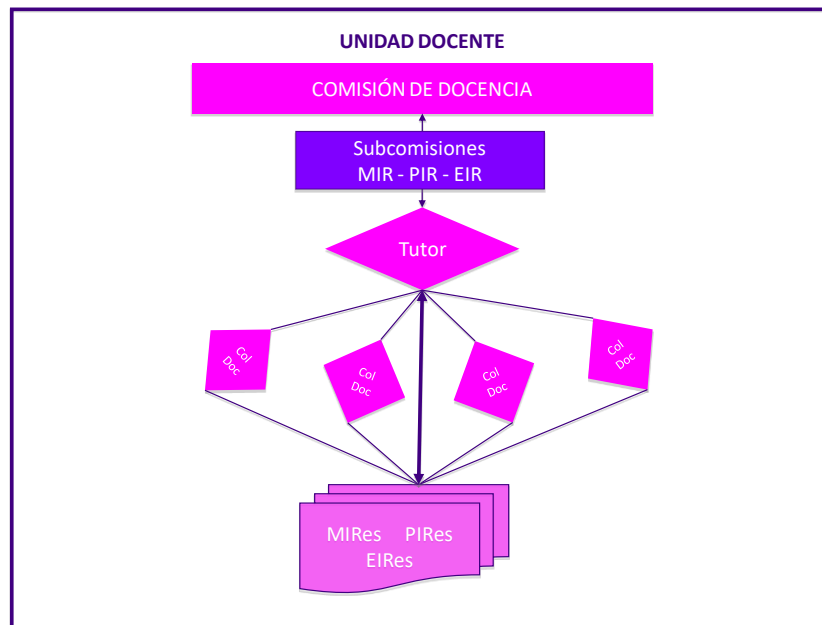 UNIDAD DOCENTE
COMISIÓN DE DOCENCIA
Subcomisiones
MIR - PIR - EIR
Tutor
Col
Doc
Col
Doc
Col
Doc
Col
Doc
MIRes PIRes
EIRes